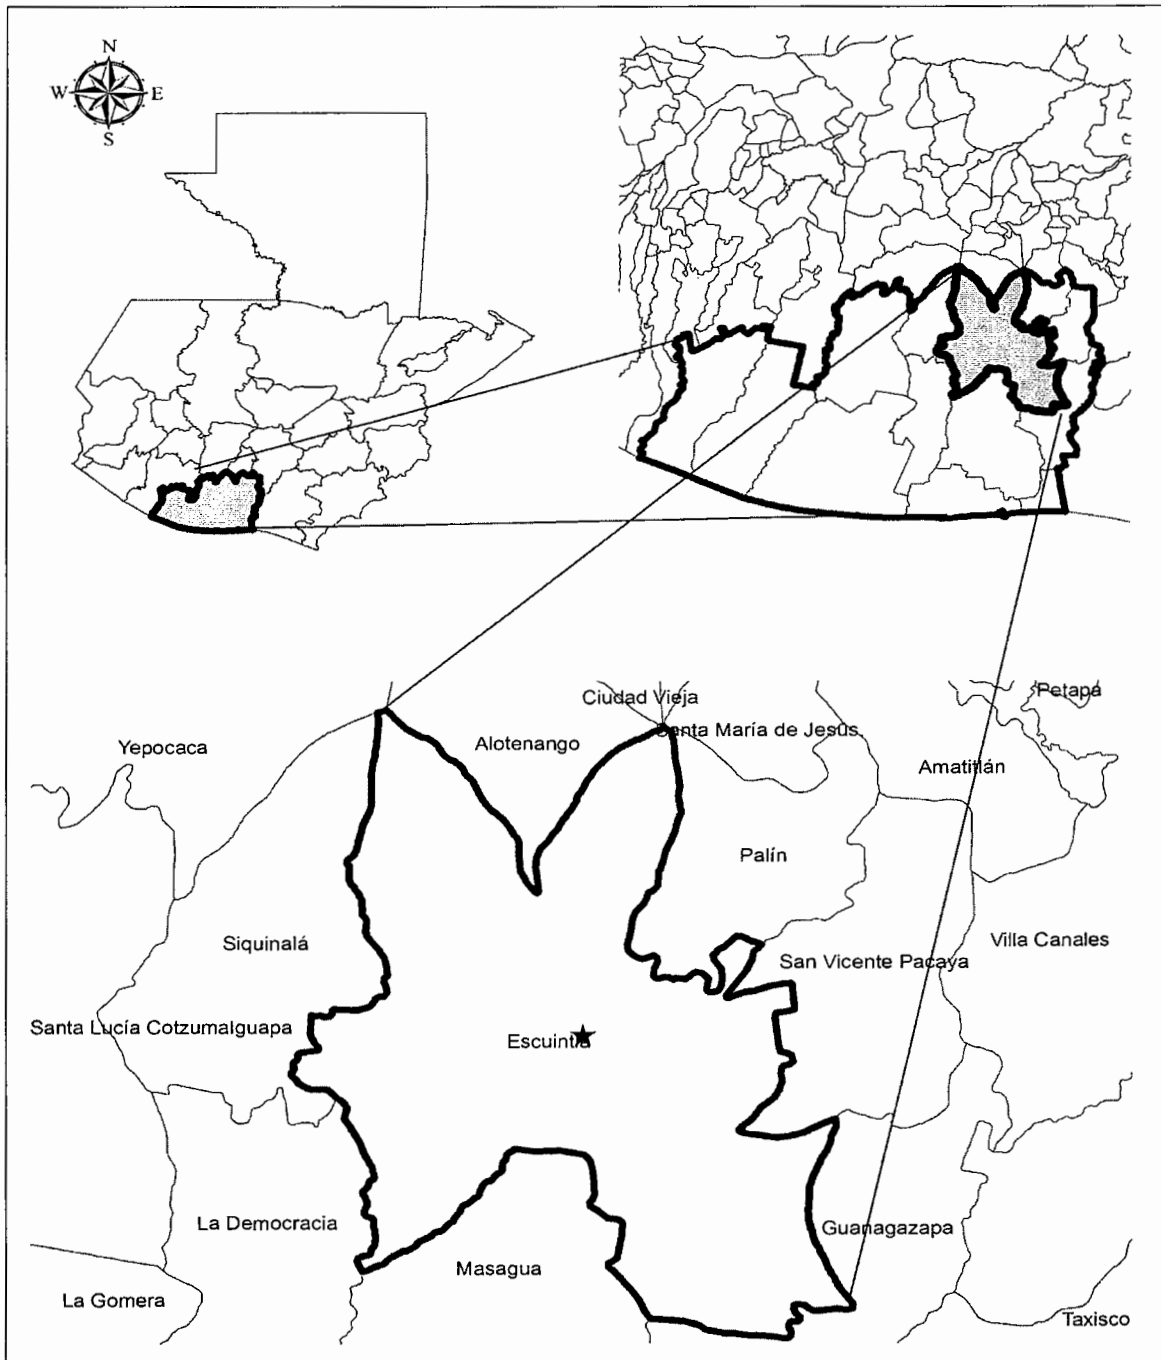 N
W E
S
Ciudad Vieja
Petapa
Santa María de Jesús
Yepocaca
Alotenango
Amatitlán
Palín
Siquinalá
Villa Canales
San Vicente Pacaya
Santa Lucía Cotzumalguapa
Escuintla
La Democracia
Guanagazapa
Masagua
La Gomera
Taxisco